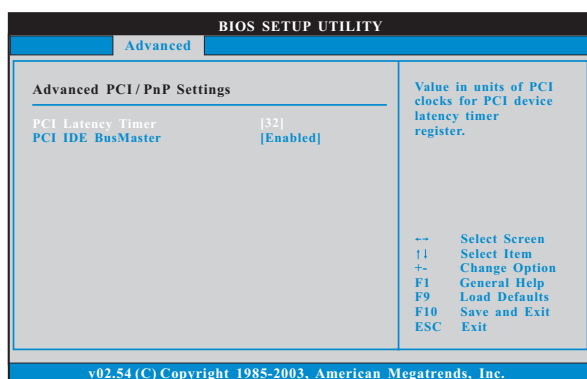 BIOS SETUP UTILITY
Advanced
Advanced PCI / PnP Settings
PCI Latency Timer [32]
PCI IDE BusMaster [Enabled]
Value in units of PCI
clocks for PCI device
latency timer
register.
←→ Select Screen
↑↓ Select Item
+- Change Option
F1 General Help
F9 Load Defaults
F10 Save and Exit
ESC Exit
v02.54 (C) Copyright 1985-2003, American Megatrends, Inc.